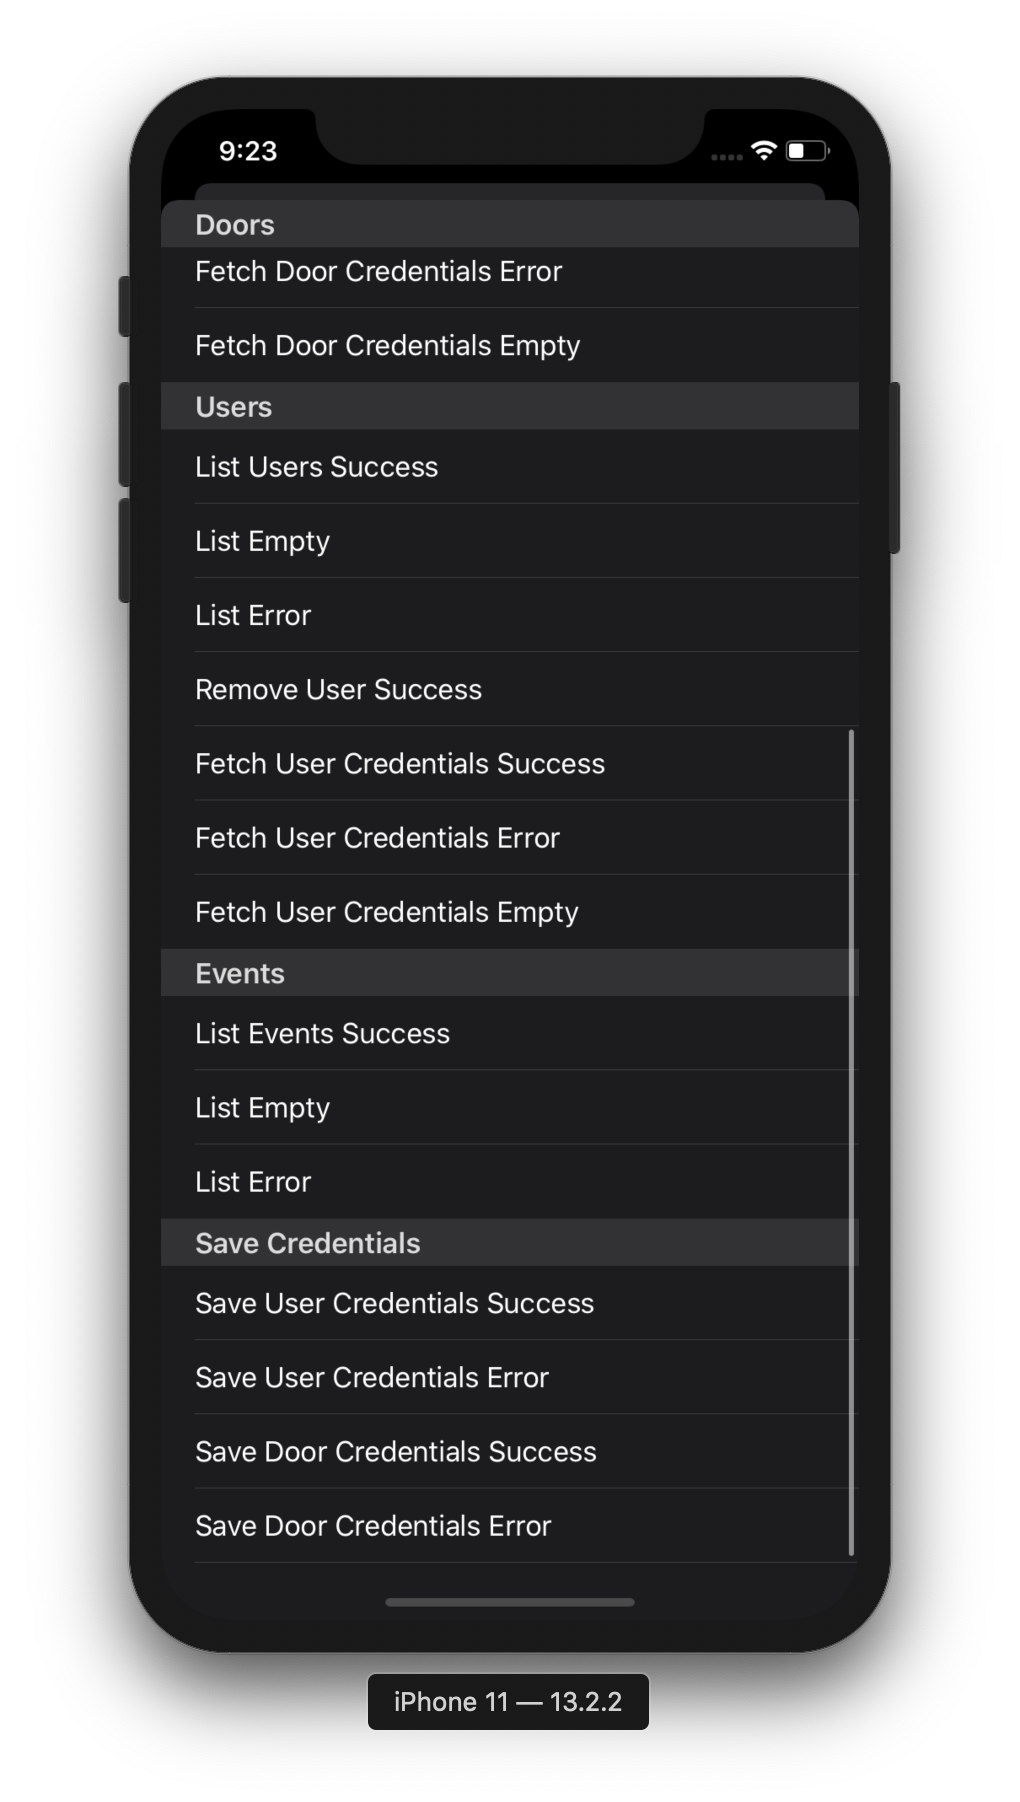 9:23
Doors
Fetch Door Credentials Error
Fetch Door Credentials Empty
Users
List Users Success
List Empty
List Error
Remove User Success
Fetch User Credentials Success
Fetch User Credentials Error
Fetch User Credentials Empty
Events
List Events Success
List Empty
List Error
Save Credentials
Save User Credentials Success
Save User Credentials Error
Save Door Credentials Success
Save Door Credentials Error
iPhone 11 — 13.2.2